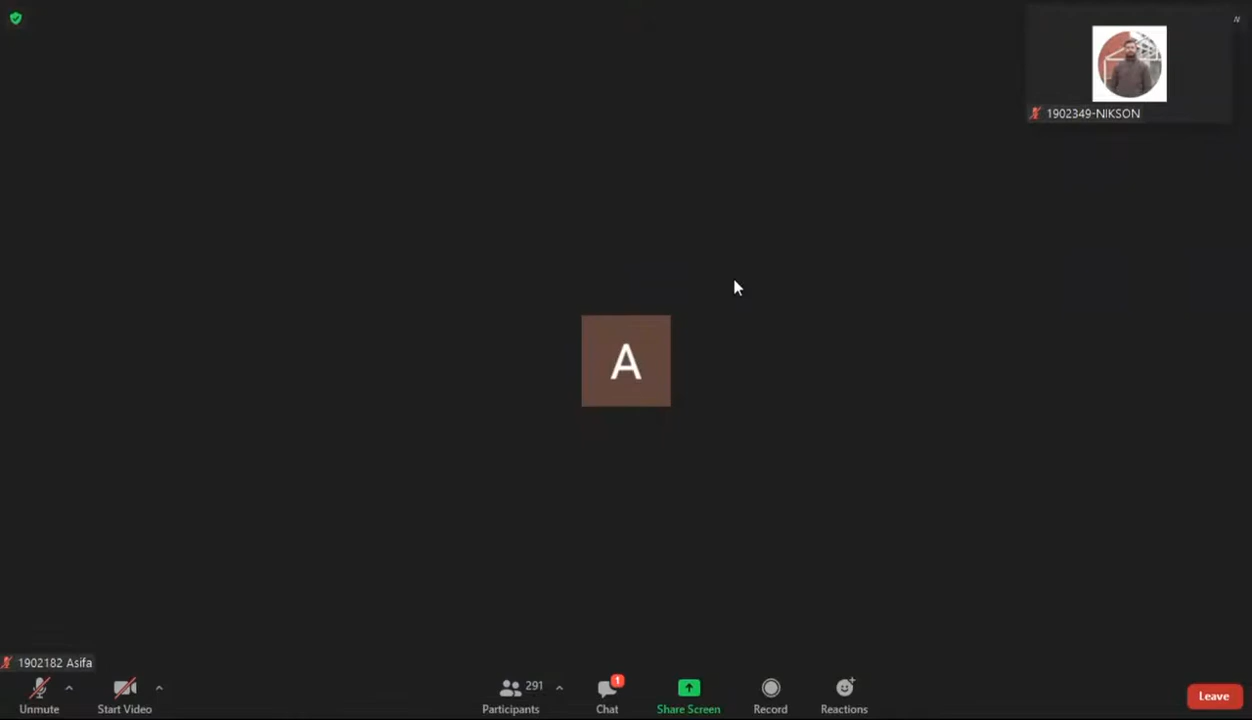 1902349-NIKSON
A
1902182 Asifa
Unmute
Start Video
291
Participants
1
Chat
Share Screen
Record
Reactions
Leave